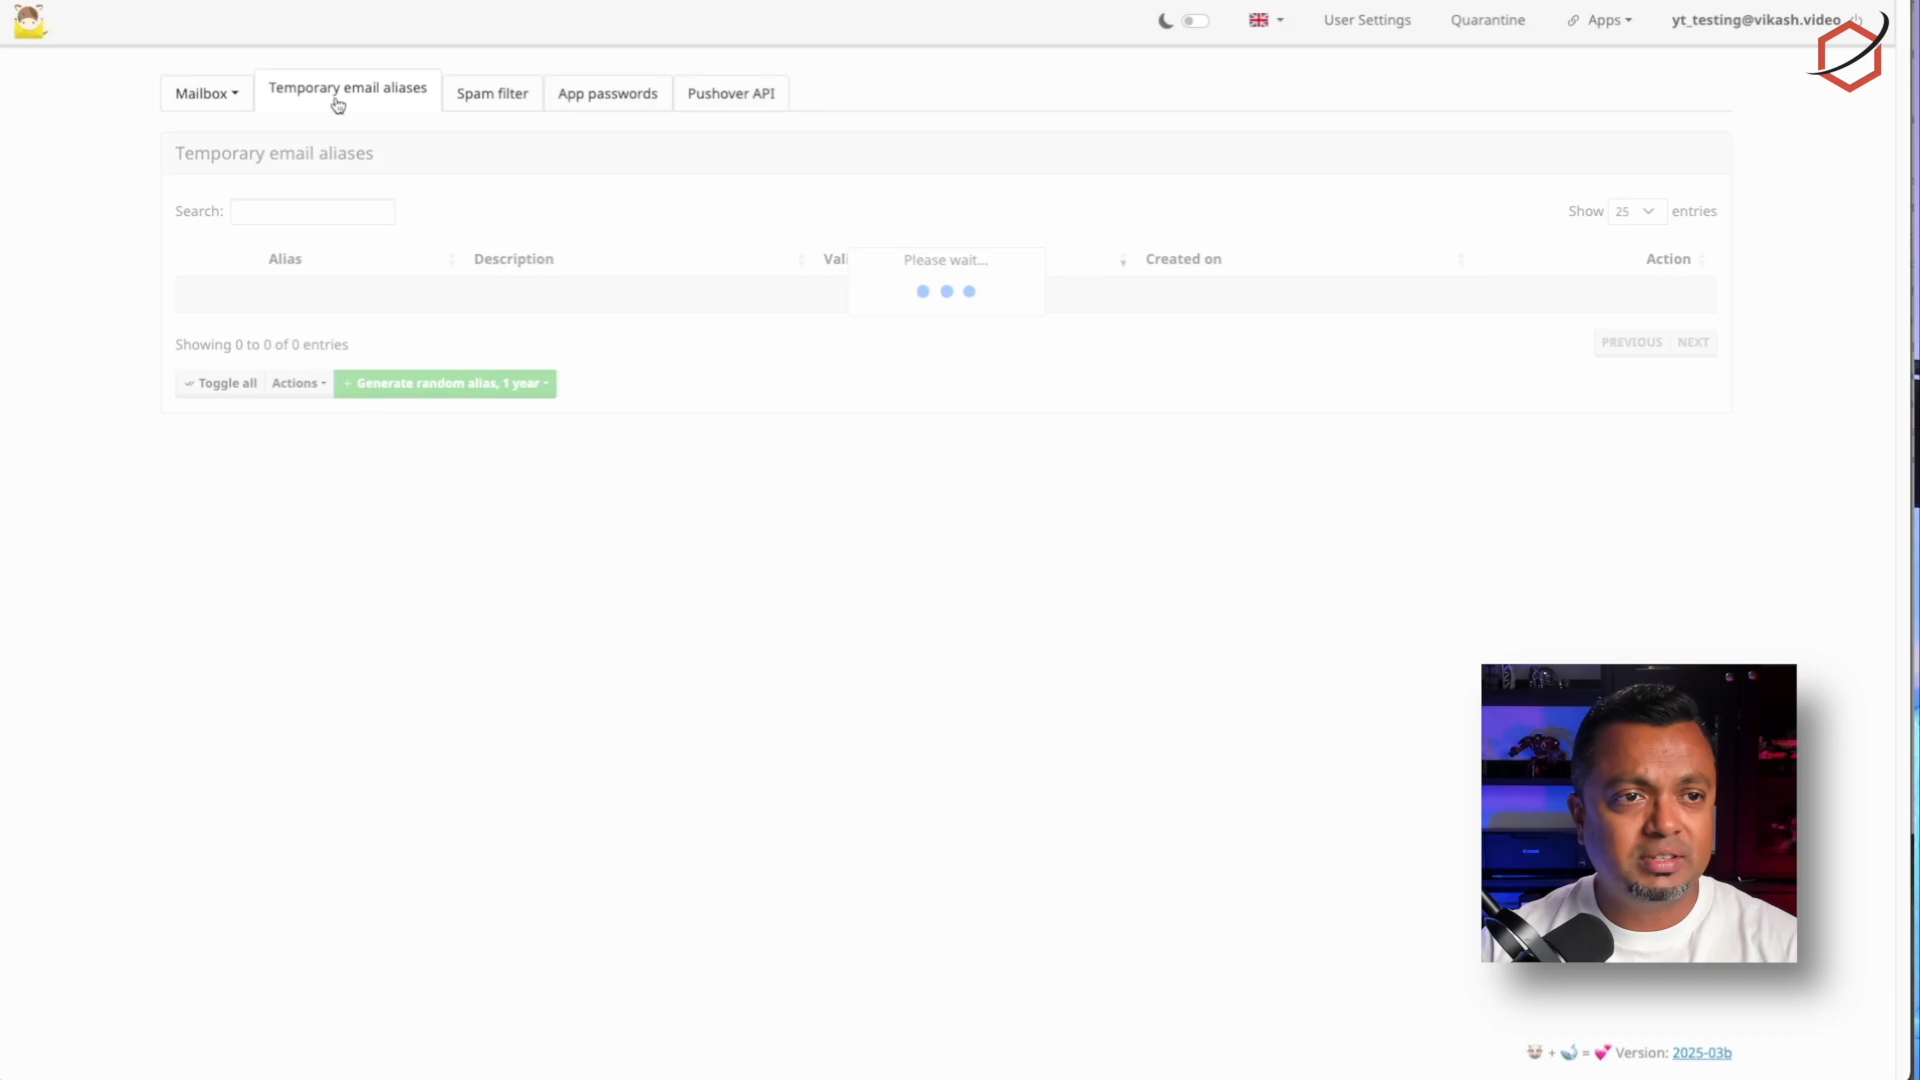 User Settings
Quarantine
Apps
yt_testing@vikash.video
Mailbox
Temporary email aliases
Spam filter
App passwords
Pushover API
Temporary email aliases
Search:
Show 25 entries
Alias
Description
Vali
Created on
Action
Please wait...
Showing 0 to 0 of 0 entries
PREVIOUS NEXT
Toggle all
Actions
+ Generate random alias, 1 year
Canon
+ = Version: 2025-03b